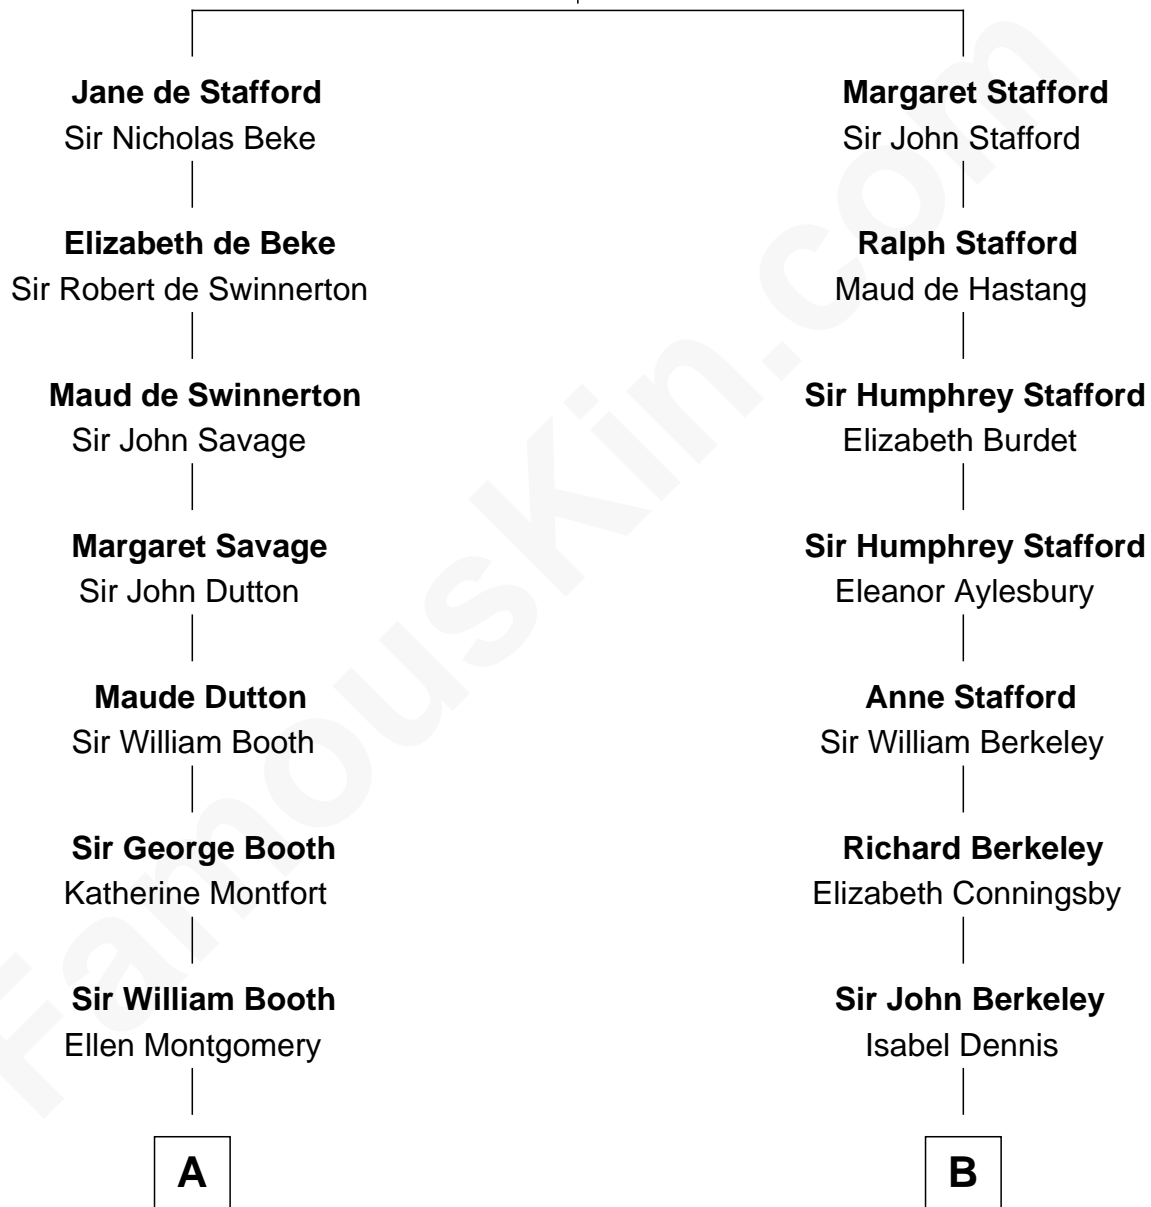 Jane de Stafford
Sir Nicholas Beke
Elizabeth de Beke
Sir Robert de Swinnerton
Maud de Swinnerton
Sir John Savage
Margaret Savage
Sir John Dutton
Maude Dutton
Sir William Booth
Sir George Booth
Katherine Montfort
Sir William Booth
Ellen Montgomery
A
Margaret Stafford
Sir John Stafford
Ralph Stafford
Maud de Hastang
Sir Humphrey Stafford
Elizabeth Burdet
Sir Humphrey Stafford
Eleanor Aylesbury
Anne Stafford
Sir William Berkeley
Richard Berkeley
Elizabeth Conningsby
Sir John Berkeley
Isabel Dennis
B
FamousKin.com